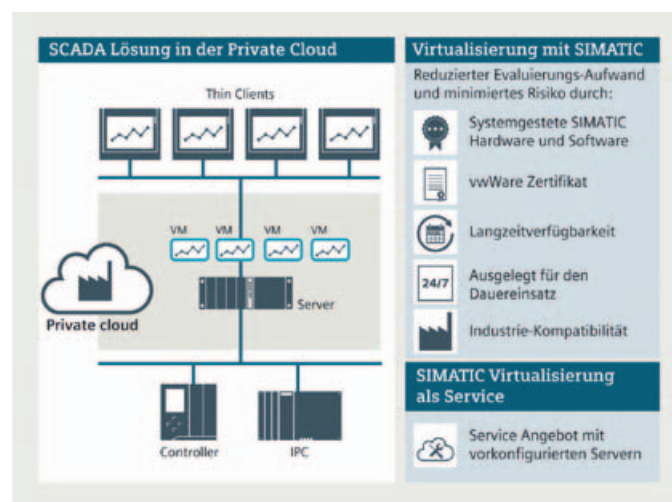 SCADA Lösung in der Private Cloud
Thin Clients
VM VM VM VM
Server
Private cloud
Controller
IPC
Virtualisierung mit SIMATIC
Reduzierter Evaluierungs-Aufwand
und minimiertes Risiko durch:
Systemgestete SIMATIC
Hardware und Software
vwWare Zertifikat
Langzeitverfügbarkeit
24/7
Ausgelegt für den
Dauereinsatz
Industrie-Kompatibilität
SIMATIC Virtualisierung
als Service
Service Angebot mit
vorkonfigurierten Servern